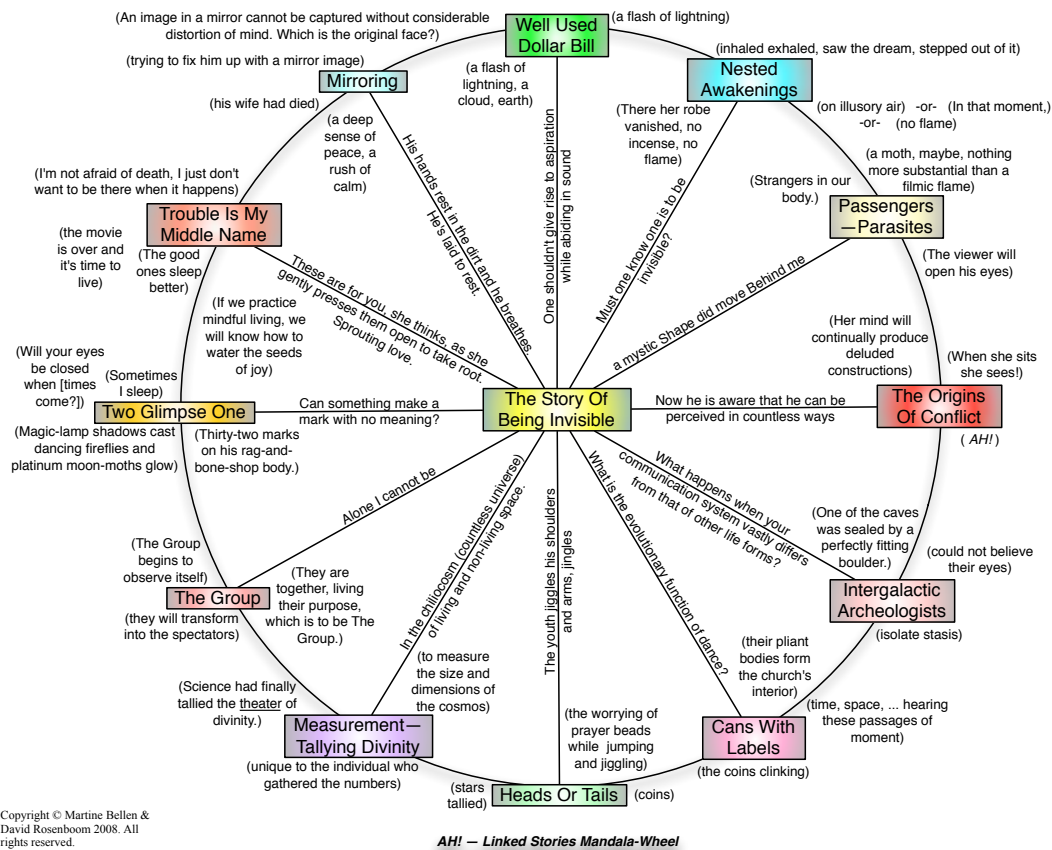 (An image in a mirror cannot be captured without considerable
distortion of mind. Which is the original face?)
Well Used
Dollar Bill
(a flash of lightning)
(a flash of
lightning, a
cloud, earth)
(inhaled exhaled, saw the dream, stepped out of it)
Nested
Awakenings
(There her robe
vanished, no
incense, no
flame)
(on illusory air) -or- (In that moment,)
-or- (no flame)
(trying to fix him up with a mirror image)
Mirroring
(his wife had died)
(a deep
sense of
peace, a
rush of
calm)
(a moth, maybe, nothing
more substantial than a
filmic flame)
(Strangers in our
body.)
Passengers
—Parasites
(The viewer will
open his eyes)
(I'm not afraid of death, I just don't
want to be there when it happens)
Trouble Is My
Middle Name
(the movie
is over and
it's time to
live)
(The good
ones sleep
better)
(If we practice
mindful living, we
will know how to
water the seeds
of joy)
His hands rest in the dirt and he breathes.
He's laid to rest.
One shouldn't give rise to aspiration
while abiding in sound
Must one know one is to be
invisible?
a mystic Shape did move Behind me
These are for you, she thinks, as she
gently presses them open to take root.
Sprouting love.
(Her mind will
continually produce
deluded
constructions)
(When she sits
she sees!)
The Origins
Of Conflict
( AH! )
(Will your eyes
be closed
when [times
come?])
(Sometimes
I sleep)
Two Glimpse One
(Magic-lamp shadows cast
dancing fireflies and
platinum moon-moths glow)
(Thirty-two marks
on his rag-and-
bone-shop body.)
Can something make a
mark with no meaning?
The Story Of
Being Invisible
Now he is aware that he can be
perceived in countless ways
Alone I cannot be
In the chiliocosm (countless universe)
of living and non-living space.
The youth jiggles his shoulders
and arms, jingles
What is the evolutionary function of dance?
What happens when your
communication system vastly differs
from that of other life forms?
(One of the caves
was sealed by a
perfectly fitting
boulder.)
(could not believe
their eyes)
Intergalactic
Archeologists
(isolate stasis)
(The Group
begins to
observe itself)
The Group
(they will transform
into the spectators)
(They are
together, living
their purpose,
which is to be The
Group.)
(to measure
the size and
dimensions of
the cosmos)
(Science had finally
tallied the theater of
divinity.)
Measurement—
Tallying Divinity
(unique to the individual who
gathered the numbers)
(their pliant
bodies form
the church's
interior)
(time, space, ... hearing
these passages of
moment)
Cans With
Labels
(the coins clinking)
(the worrying of
prayer beads
while jumping
and jiggling)
(stars
tallied)
Heads Or Tails
(coins)
Copyright © Martine Bellen &
David Rosenboom 2008. All
rights reserved.
AH! — Linked Stories Mandala-Wheel